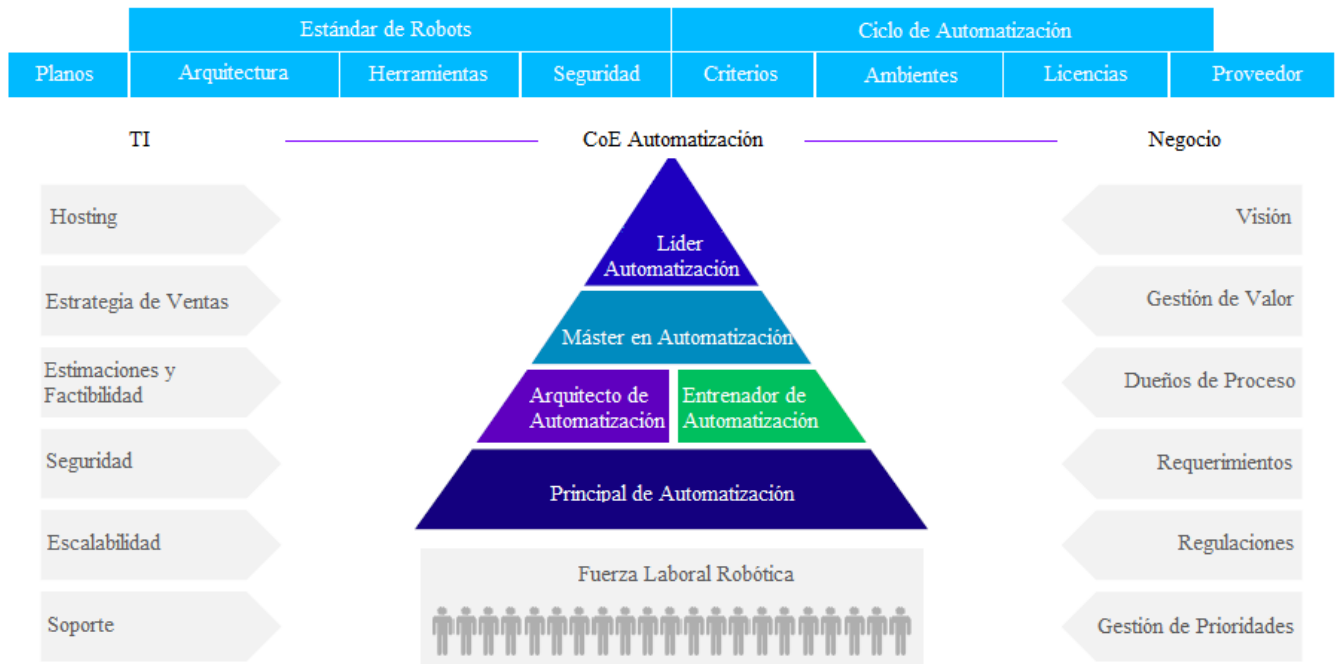 Estándar de Robots
Ciclo de Automatización
Planos
Arquitectura
Herramientas
Seguridad
Criterios
Ambientes
Licencias
Proveedor
TI
CoE Automatización
Negocio
Hosting
Estrategia de Ventas
Estimaciones y
Factibilidad
Seguridad
Escalabilidad
Soporte
Líder
Automatización
Máster en Automatización
Arquitecto de
Automatización
Entrenador de
Automatización
Principal de Automatización
Fuerza Laboral Robótica
Visión
Gestión de Valor
Dueños de Proceso
Requerimientos
Regulaciones
Gestión de Prioridades